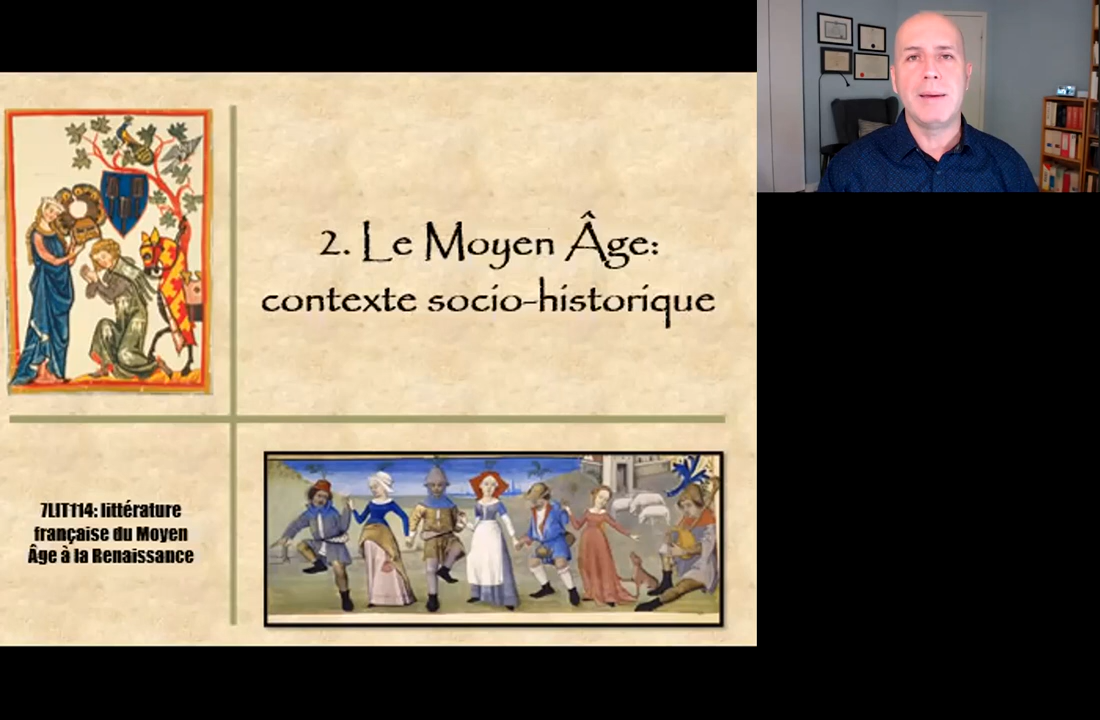 2. Le Moyen Âge:
contexte socio-historique
7LIT114: littérature
française du Moyen
Âge à la Renaissance